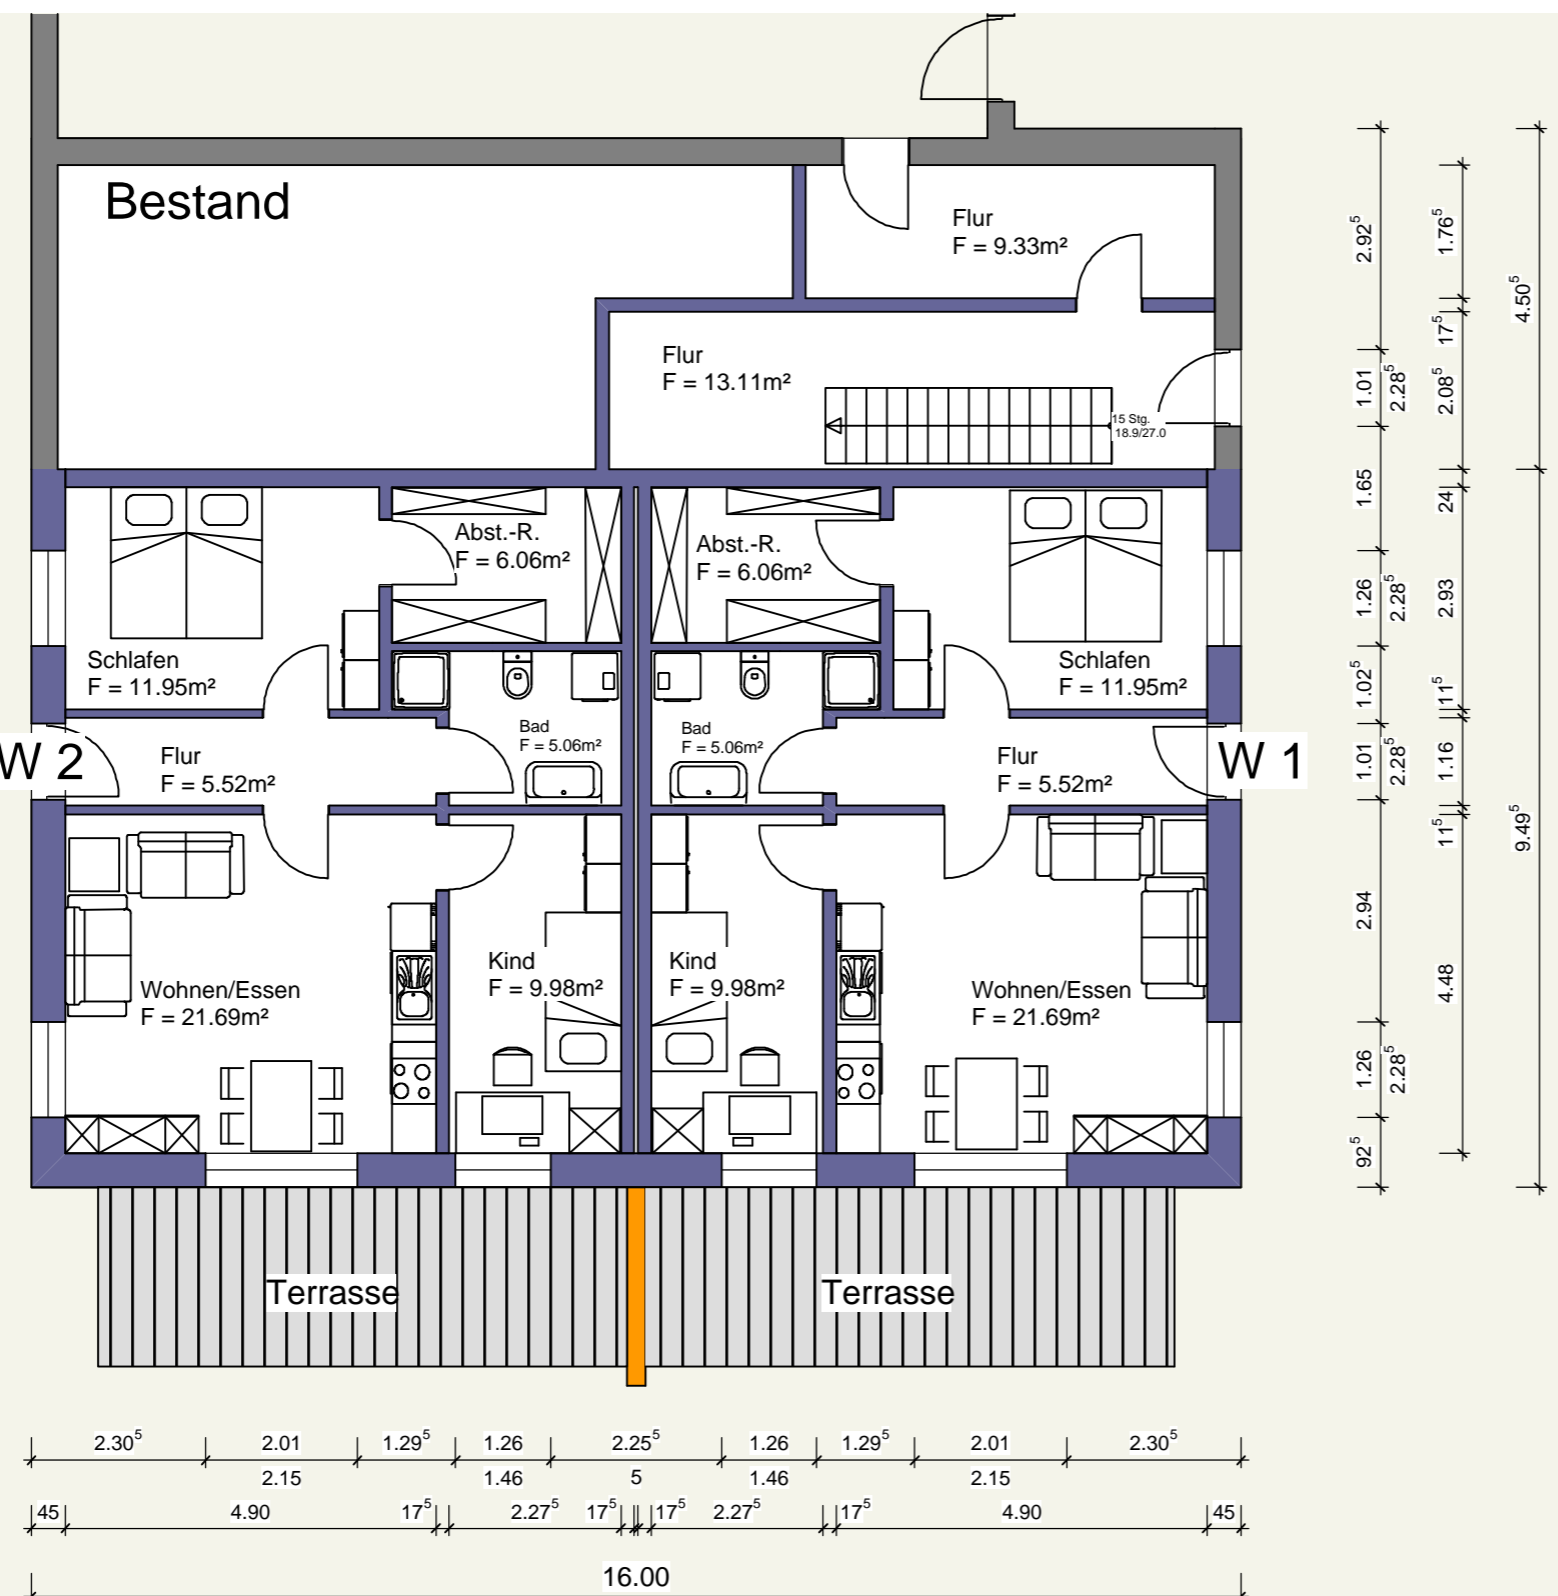 Bestand
Flur
F = 9.33m²
Flur
F = 13.11m²
15 Stg.
18.9/27.0
Abst.-R.
F = 6.06m²
Abst.-R.
F = 6.06m²
Schlafen
F = 11.95m²
Schlafen
F = 11.95m²
Bad
F = 5.06m²
Bad
F = 5.06m²
W 2
Flur
F = 5.52m²
Flur
F = 5.52m²
W 1
Kind
F = 9.98m²
Kind
F = 9.98m²
Wohnen/Essen
F = 21.69m²
Wohnen/Essen
F = 21.69m²
Terrasse
Terrasse
2.92⁵
1.01
2.28⁵
1.65
1.26
2.28⁵
1.02⁵
1.01
2.28⁵
2.94
1.26
2.28⁵
92⁵
1.76⁵
17⁵
2.08⁵
24
2.93
11⁵
1.16
11⁵
4.48
4.50⁵
9.49⁵
2.30⁵ 2.01 1.29⁵ 1.26 2.25⁵ 1.26 1.29⁵ 2.01 2.30⁵
2.15 1.46 5 1.46 2.15
45 4.90 17⁵ 2.27⁵ 17⁵ 17⁵ 2.27⁵ 17⁵ 4.90 45
16.00